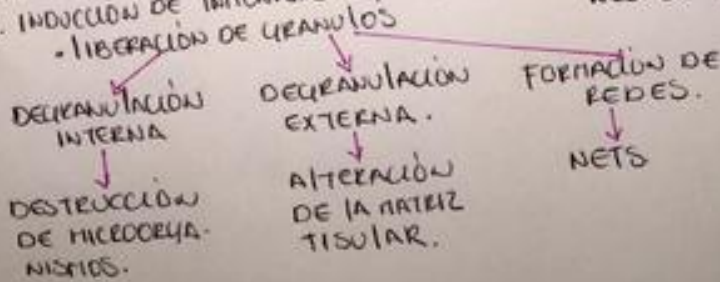 . INDUCCIÓN DE
• LIBERACIÓN DE GRANULOS
DEGRANULACIÓN
INTERNA
DESTRUCCIÓN
DE MICROORGA-
NISMOS.
DEGRANULACIÓN
EXTERNA.
ALTERACIÓN
DE LA MATRIZ
TISULAR.
FORMACIÓN DE
REDES.
NETS